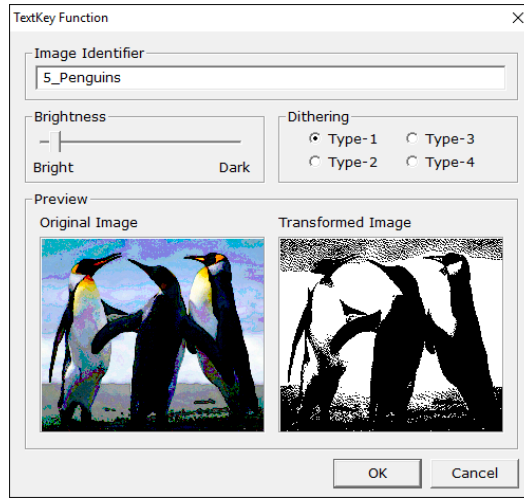 TextKey Function
Image Identifier
5_Penguins
Brightness
Bright Dark
Dithering
Type-1 Type-3
Type-2 Type-4
Preview
Original Image Transformed Image
OK Cancel